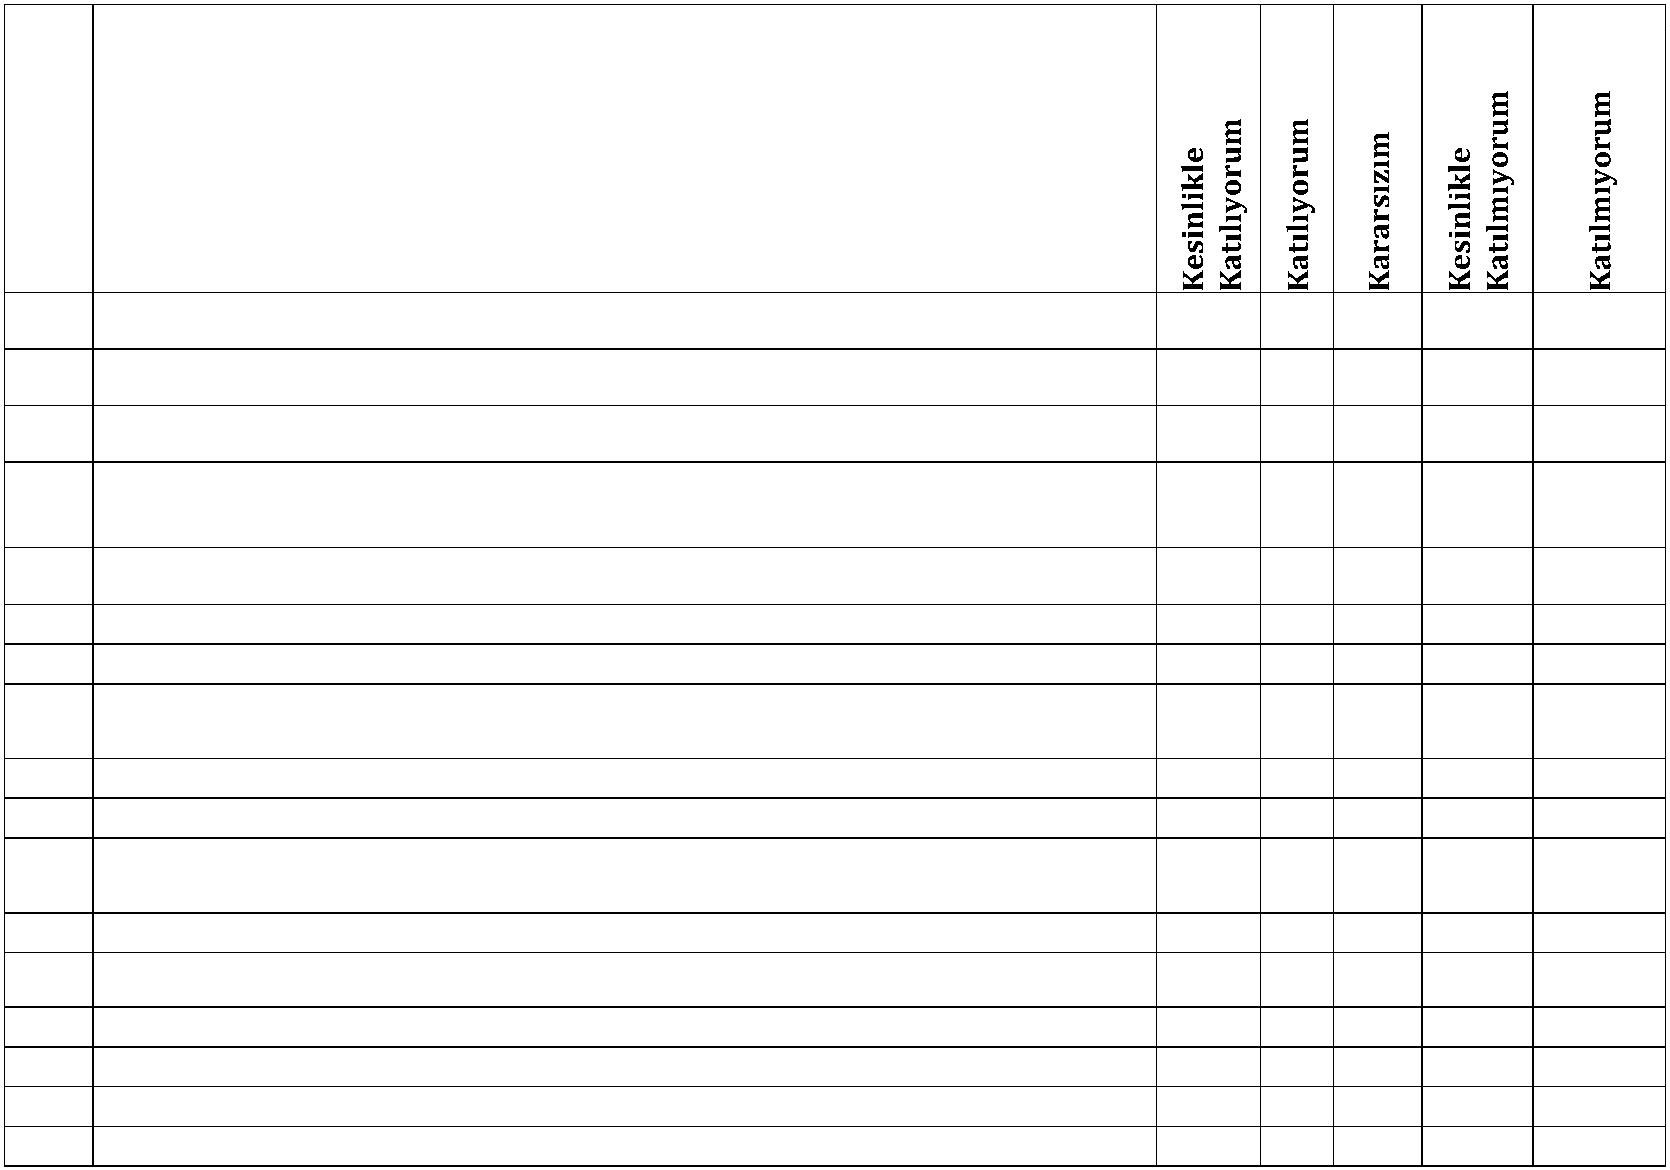 Kesinlikle
Katılıyorum
Katılıyorum
Kararsızım
Kesinlikle
Katılmıyorum
Katılmıyorum